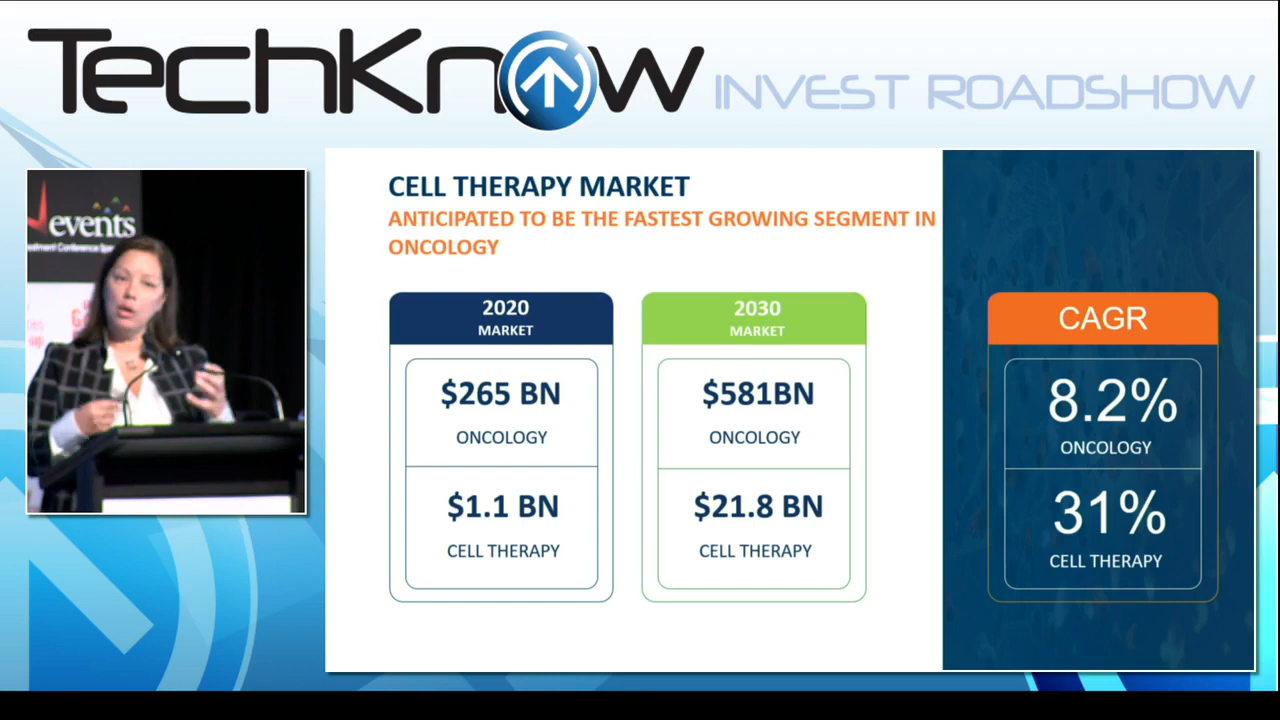 TechKnow INVEST ROADSHOW
events
CELL THERAPY MARKET
ANTICIPATED TO BE THE FASTEST GROWING SEGMENT IN
ONCOLOGY
2020
MARKET
$265 BN
ONCOLOGY
$1.1 BN
CELL THERAPY
2030
MARKET
$581BN
ONCOLOGY
$21.8 BN
CELL THERAPY
CAGR
8.2%
ONCOLOGY
31%
CELL THERAPY